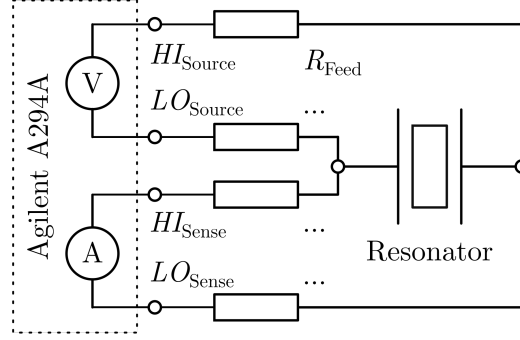 Agilent A294A
V
HI_Source
R_Feed
LO_Source
...
A
HI_Sense
...
Resonator
LO_Sense
...